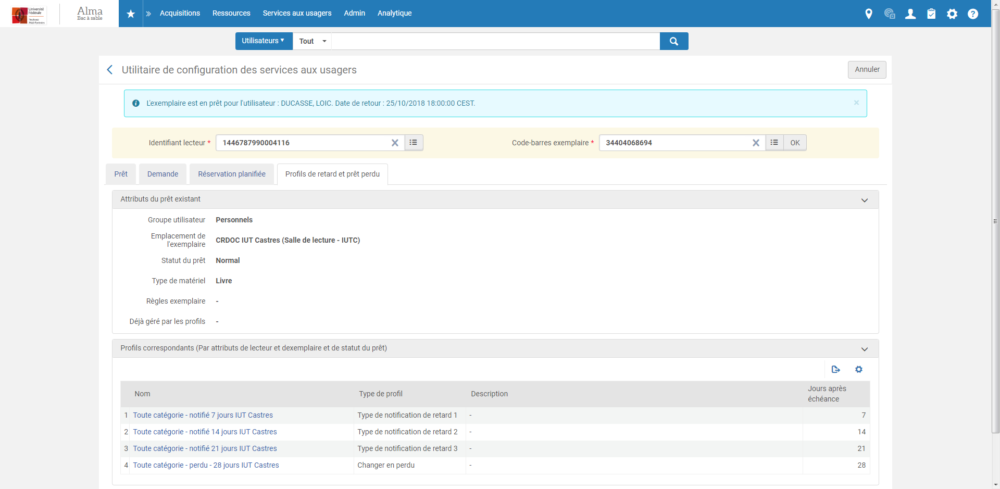 Université
Fédérale
Toulouse
Midi-Pyrénées
Alma
Bac à sable
Acquisitions
Ressources
Services aux usagers
Admin
Analytique
Utilisateurs
Tout
Utilitaire de configuration des services aux usagers
Annuler
L'exemplaire est en prêt pour l'utilisateur : DUCASSE, LOIC. Date de retour : 25/10/2018 18:00:00 CEST.
Identifiant lecteur * 1446787990004116
Code-barres exemplaire * 34404068694 OK
Prêt
Demande
Réservation planifiée
Profils de retard et prêt perdu
Attributs du prêt existant
Groupe utilisateur Personnels
Emplacement de
l'exemplaire
CRDOC IUT Castres (Salle de lecture - IUTC)
Statut du prêt Normal
Type de matériel Livre
Règles exemplaire -
Déjà géré par les profils -
Profils correspondants (Par attributs de lecteur et dexemplaire et de statut du prêt)
Nom Type de profil Description Jours après
échéance
1 Toute catégorie - notifié 7 jours IUT Castres Type de notification de retard 1 - 7
2 Toute catégorie - notifié 14 jours IUT Castres Type de notification de retard 2 - 14
3 Toute catégorie - notifié 21 jours IUT Castres Type de notification de retard 3 - 21
4 Toute catégorie - perdu - 28 jours IUT Castres Changer en perdu - 28